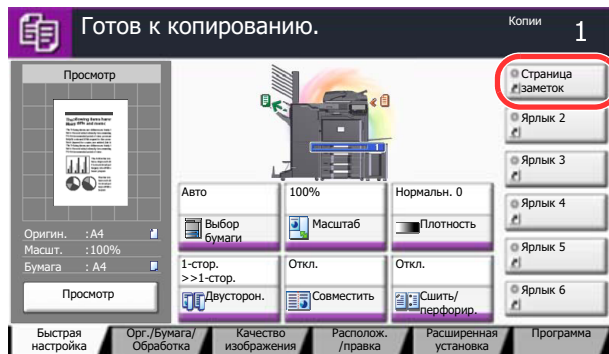 Готов к копированию.
Копии
1
Просмотр
Оригин. :A4
Масшт. :100%
Бумага : A4
Просмотр
Авто
Выбор
бумаги
100%
Масштаб
Нормальн. 0
Плотность
1-стор.
>>1-стор.
Двусторон.
Откл.
Совместить
Откл.
Сшить/
перфорир.
Страница
заметок
Ярлык 2
Ярлык 3
Ярлык 4
Ярлык 5
Ярлык 6
Быстрая
настройка
Орг./Бумага/
Обработка
Качество
изображения
Располож.
/правка
Расширенная
установка
Программа